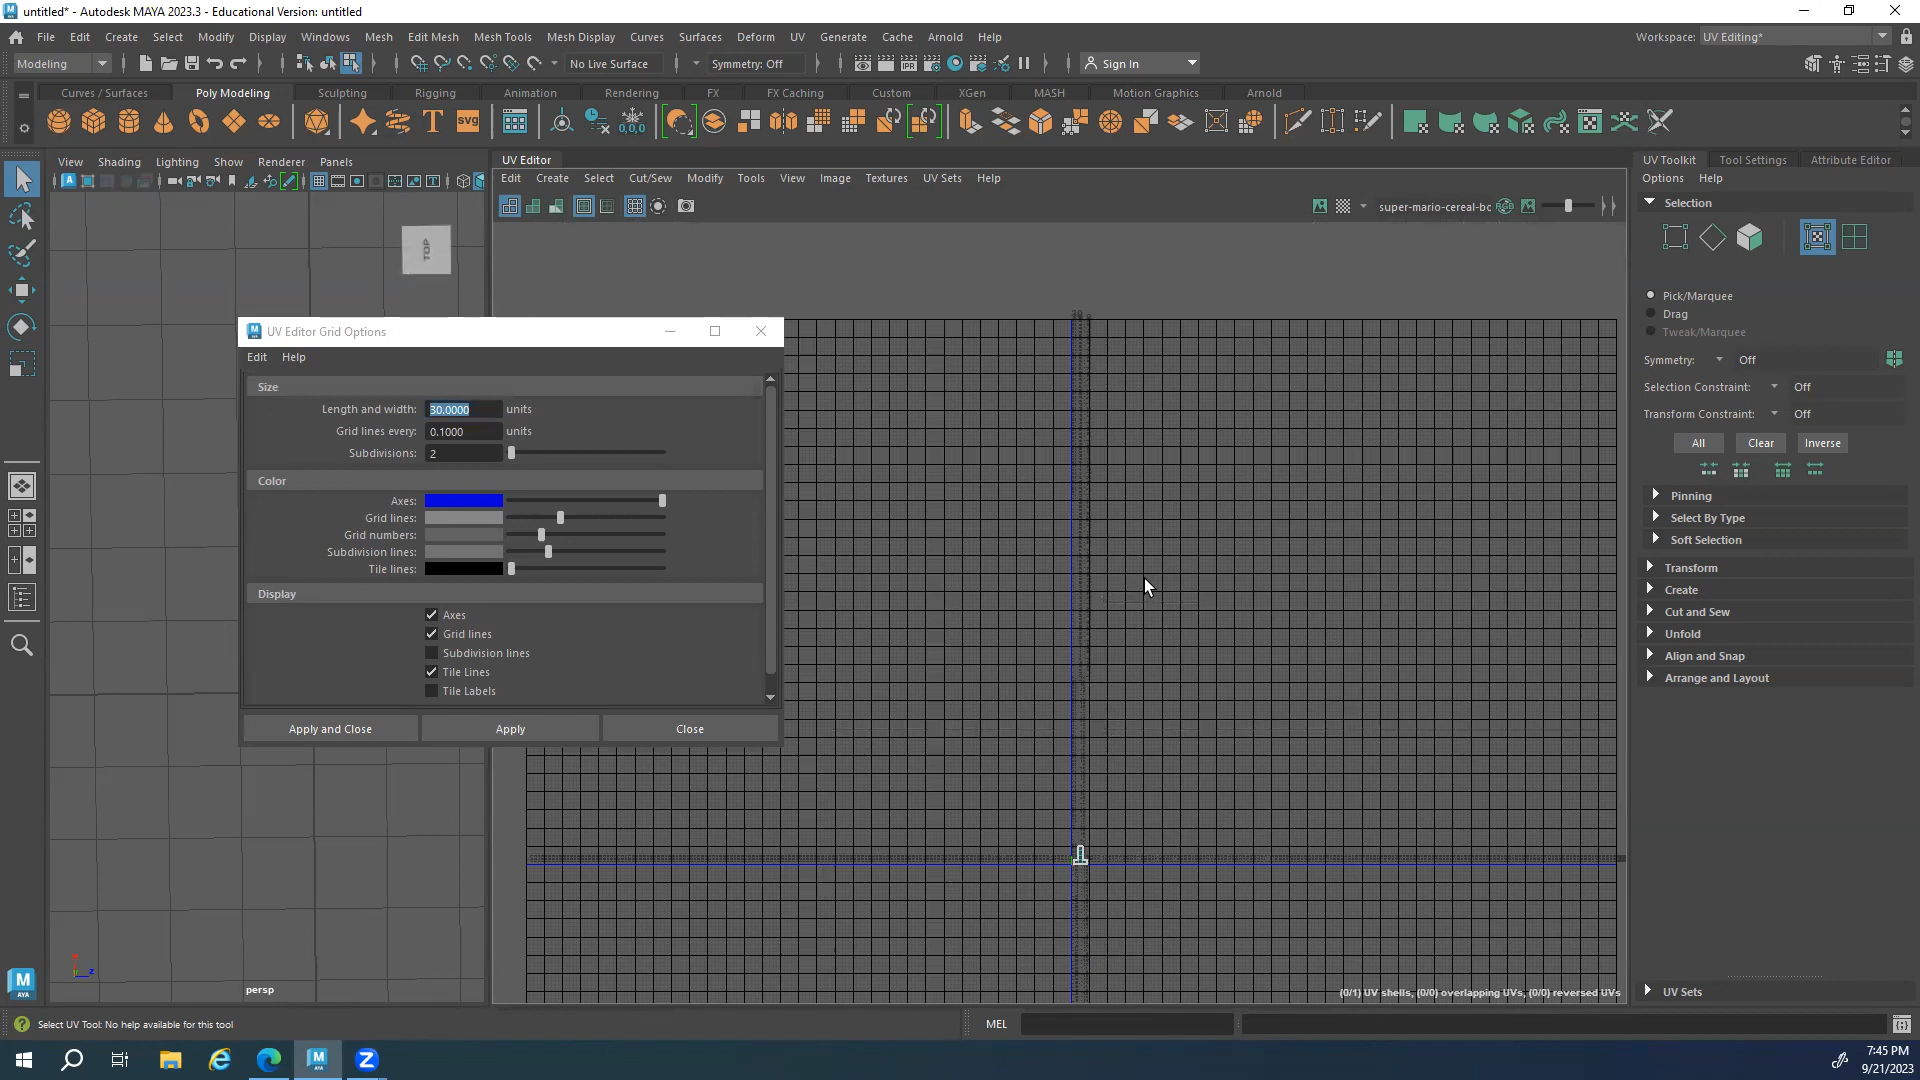 untitled* - Autodesk MAYA 2023.3 - Educational Version: untitled
File Edit Create Select Modify Display Windows Mesh Edit Mesh Mesh Tools Mesh Display Curves Surfaces Deform UV Generate Cache Arnold Help
Workspace: UV Editing*
Modeling No Live Surface Symmetry: Off Sign In
Curves / Surfaces Poly Modeling Sculpting Rigging Animation Rendering FX FX Caching Custom XGen MASH Motion Graphics Arnold
View Shading Lighting Show Renderer Panels
UV Editor
Edit Create Select Cut/Sew Modify Tools View Image Textures UV Sets Help
super-mario-cereal-bc
TOP
UV Editor Grid Options
Edit Help
Size
Length and width: 30.0000 units
Grid lines every: 0.1000 units
Subdivisions: 2
Color
Axes:
Grid lines:
Grid numbers:
Subdivision lines:
Tile lines:
Display
Axes
Grid lines
Subdivision lines
Tile Lines
Tile Labels
Apply and Close Apply Close
persp
(0/1) UV shells, (0/0) overlapping UVs, (0/0) reversed UVs
UV Toolkit Tool Settings Attribute Editor
Options Help
Selection
Pick/Marquee
Drag
Tweak/Marquee
Symmetry: Off
Selection Constraint: Off
Transform Constraint: Off
All Clear Inverse
Pinning
Select By Type
Soft Selection
Transform
Create
Cut and Sew
Unfold
Align and Snap
Arrange and Layout
UV Sets
Select UV Tool: No help available for this tool
MEL
7:45 PM
9/21/2023